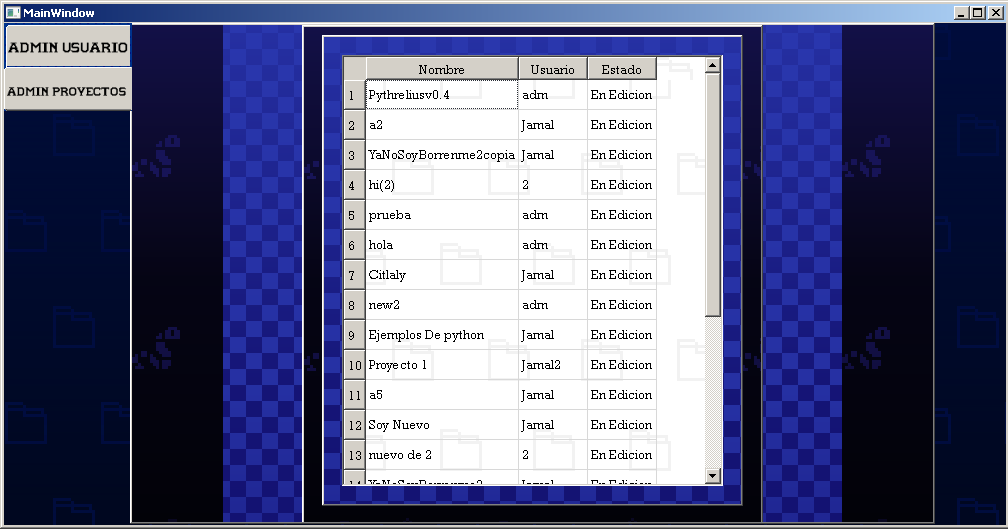 MainWindow
ADMIN USUARIO
ADMIN PROYECTOS
Nombre Usuario Estado
1 Pythreliusv0.4 adm En Edicion
2 a2 Jamal En Edicion
3 YaNoSoyBorrenme2copia Jamal En Edicion
4 hi(2) 2 En Edicion
5 prueba adm En Edicion
6 hola adm En Edicion
7 Citlaly Jamal En Edicion
8 new2 adm En Edicion
9 Ejemplos De python Jamal En Edicion
10 Proyecto 1 Jamal2 En Edicion
11 a5 Jamal En Edicion
12 Soy Nuevo Jamal En Edicion
13 nuevo de 2 2 En Edicion
14 Jamal En Edicion